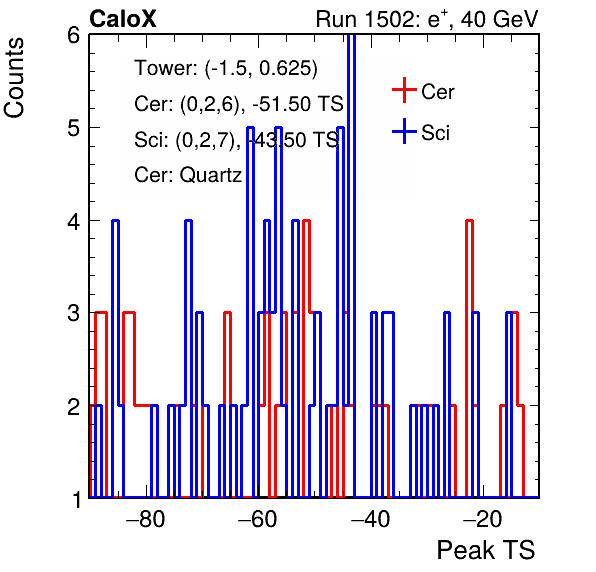 CaloX Run 1502: e+, 40 GeV
Counts
6
Tower: (-1.5, 0.625)
Cer: (0,2,6), -51.50 TS
Sci: (0,2,7), -43.50 TS
Cer: Quartz
Cer
Sci
5
4
3
2
1
−80 −60 −40 −20
Peak TS